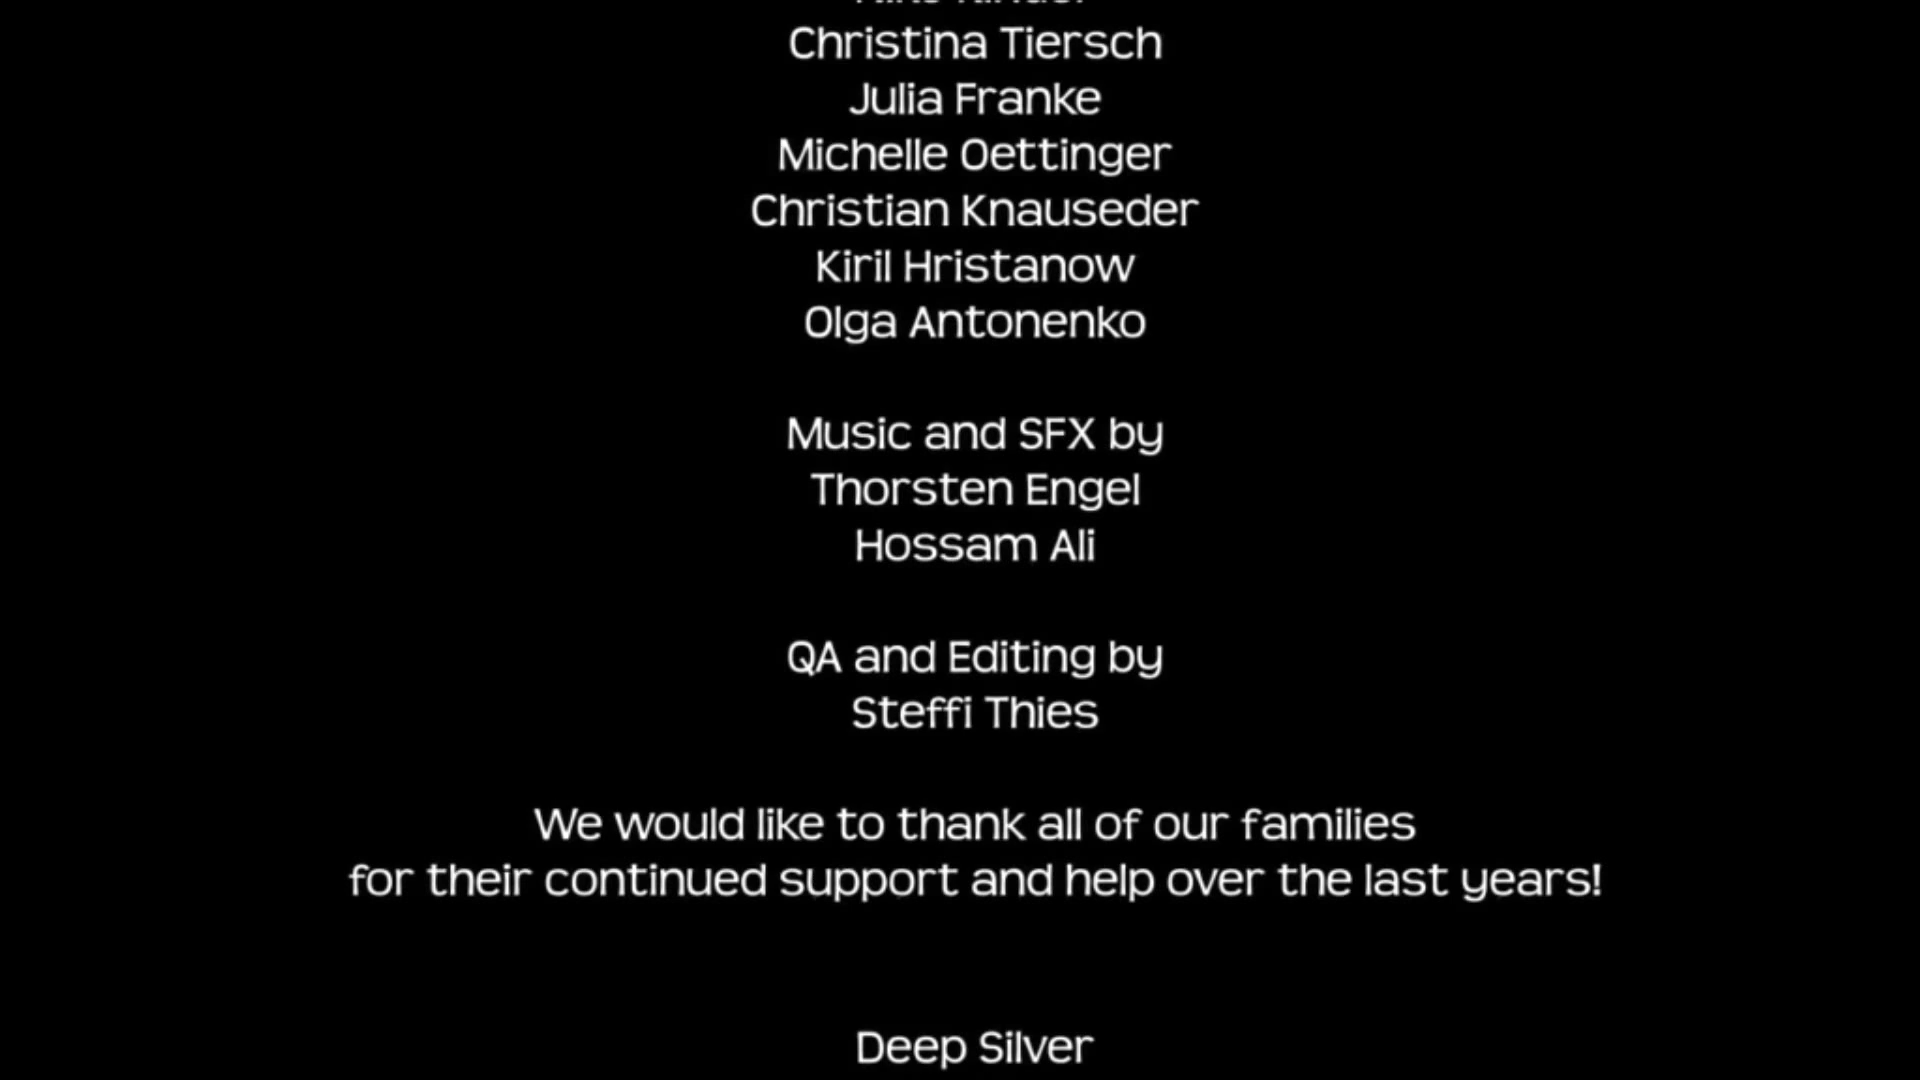 Christina Tiersch
Julia Franke
Michelle Oettinger
Christian Knauseder
Kiril Hristanow
Olga Antonenko
Music and SFX by
Thorsten Engel
Hossam Ali
QA and Editing by
Steffi Thies
We would like to thank all of our families
for their continued support and help over the last years!
Deep Silver